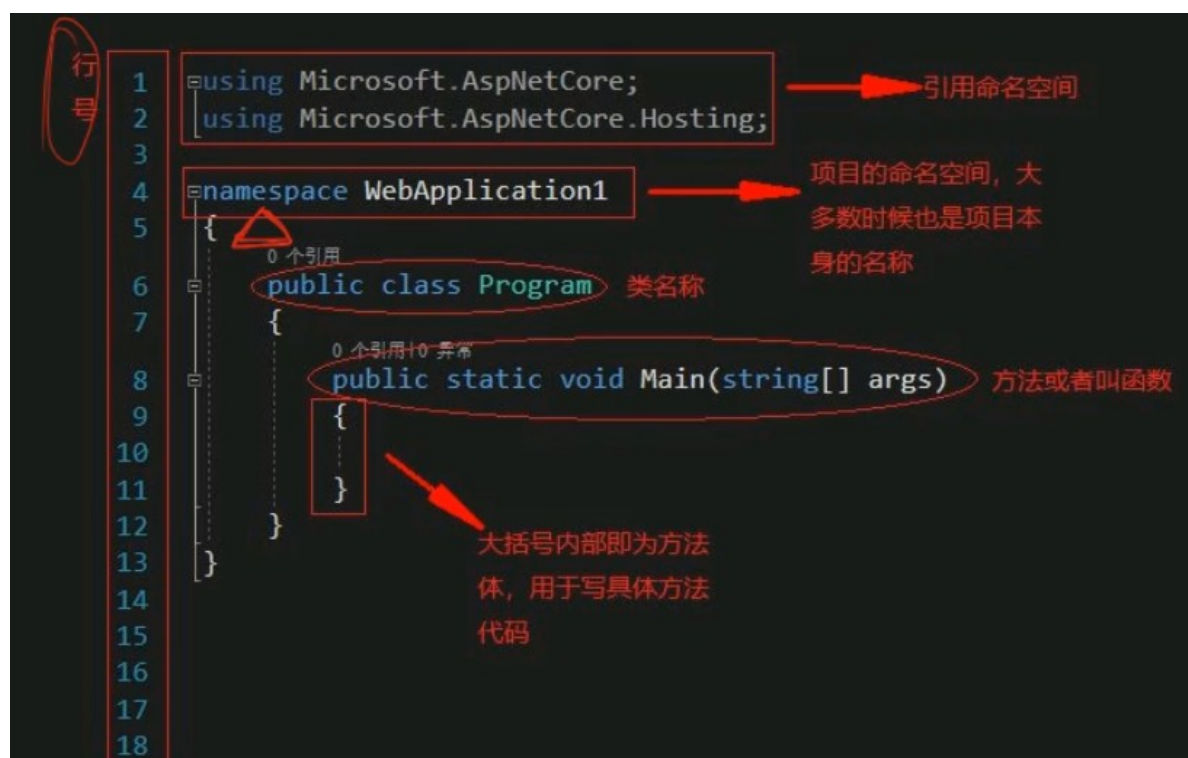 行
号
1 using Microsoft.AspNetCore; 引用命名空间
2 using Microsoft.AspNetCore.Hosting;
3
4 namespace WebApplication1
项目的命名空间，大
多数时候也是项目本
身的名称
5 {
0 个引用
6 public class Program 类名称
7 {
0 个引用|0 异常
8 public static void Main(string[] args) 方法或者叫函数
9 {
10
11 }
12 }
13 }
大括号内部即为方法
体，用于写具体方法
代码
14
15
16
17
18